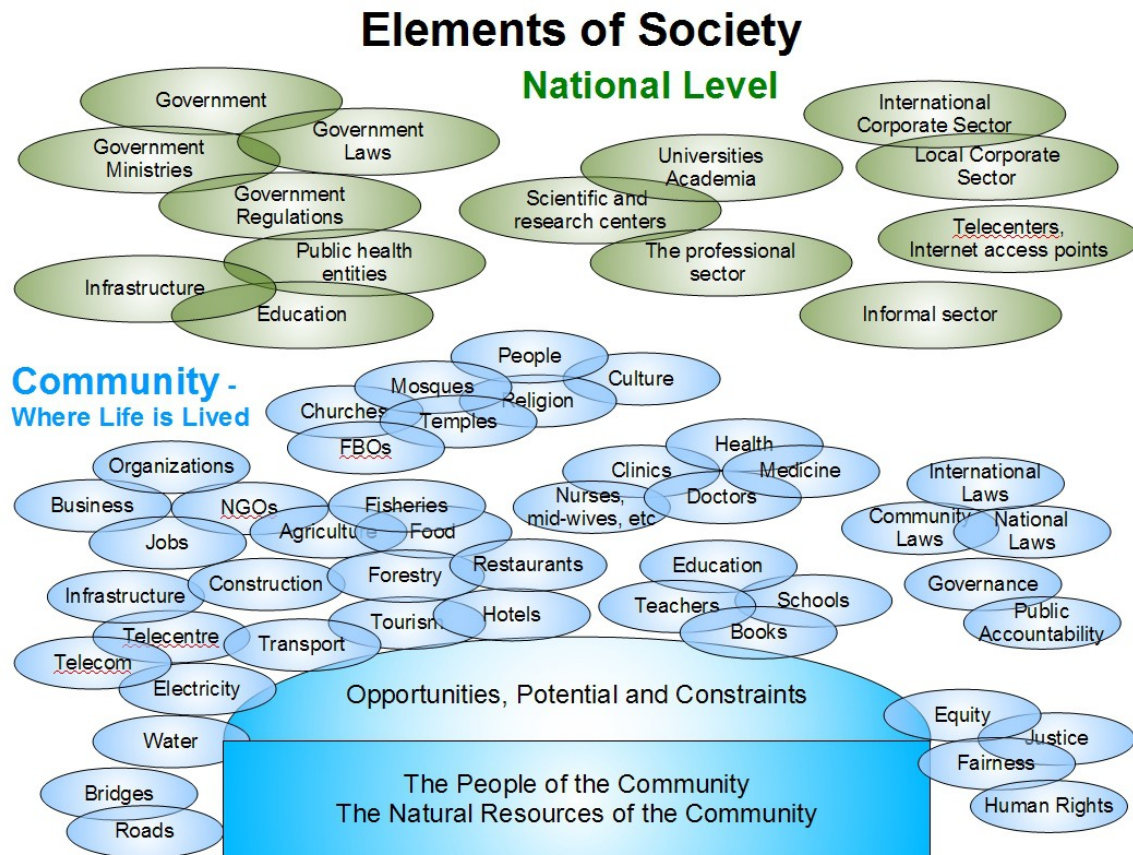 Elements of Society
National Level
Government
Government
Laws
Government
Ministries
Government
Regulations
Public health
entities
Infrastructure
Education
Universities
Academia
Scientific and
research centers
The professional
sector
International
Corporate Sector
Local Corporate
Sector
Telecenters,
Internet access points
Informal sector
Community -
Where Life is Lived
People
Culture
Mosques
Religion
Churches
Temples
FBOs
Organizations
Business
NGOs
Jobs
Fisheries
Agriculture
Food
Forestry
Restaurants
Construction
Infrastructure
Tourism
Hotels
Telecentre
Transport
Telecom
Electricity
Water
Bridges
Roads
Health
Clinics
Medicine
Nurses,
mid-wives, etc
Doctors
Education
Teachers
Schools
Books
International
Laws
Community
Laws
National
Laws
Governance
Public
Accountability
Equity
Justice
Fairness
Human Rights
Opportunities, Potential and Constraints
The People of the Community
The Natural Resources of the Community